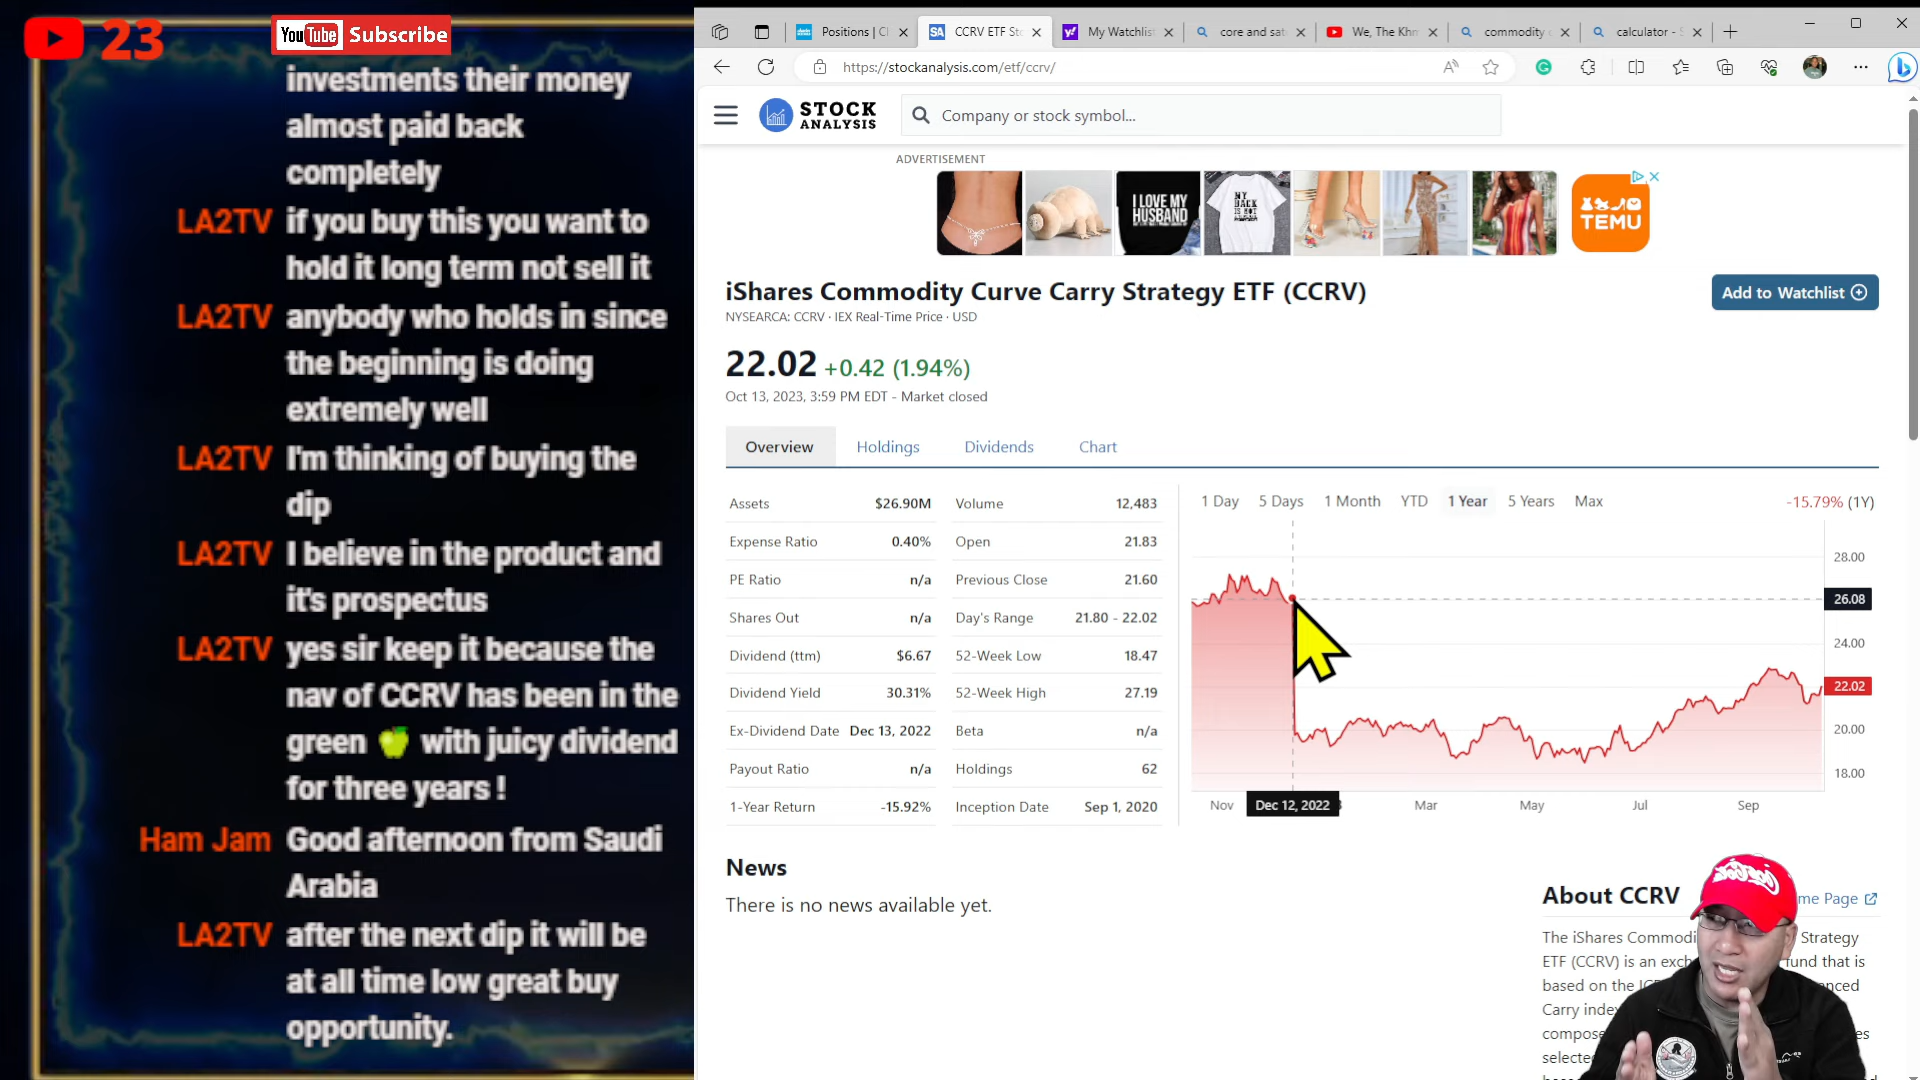 23
YouTube Subscribe
investments their money
almost paid back
completely
LA2TV if you buy this you want to
hold it long term not sell it
LA2TV anybody who holds in since
the beginning is doing
extremely well
LA2TV I'm thinking of buying the
dip
LA2TV I believe in the product and
it's prospectus
LA2TV yes sir keep it because the
nav of CCRV has been in the
green 🍏 with juicy dividend
for three years !
Ham Jam Good afternoon from Saudi
Arabia
LA2TV after the next dip it will be
at all time low great buy
opportunity.
Positions | C
CCRV ETF St
My Watchlist
core and sat
We, The Kh
commodity
calculator -
https://stockanalysis.com/etf/ccrv/
STOCK
ANALYSIS
Company or stock symbol...
ADVERTISEMENT
I LOVE MY
HUSBAND
MY
BACK IS
NOT
TEMU
iShares Commodity Curve Carry Strategy ETF (CCRV)
Add to Watchlist
NYSEARCA: CCRV · IEX Real-Time Price · USD
22.02 +0.42 (1.94%)
Oct 13, 2023, 3:59 PM EDT - Market closed
Overview Holdings Dividends Chart
Assets $26.90M Volume 12,483
Expense Ratio 0.40% Open 21.83
PE Ratio n/a Previous Close 21.60
Shares Out n/a Day's Range 21.80 - 22.02
Dividend (ttm) $6.67 52-Week Low 18.47
Dividend Yield 30.31% 52-Week High 27.19
Ex-Dividend Date Dec 13, 2022 Beta n/a
Payout Ratio n/a Holdings 62
1-Year Return -15.92% Inception Date Sep 1, 2020
1 Day 5 Days 1 Month YTD 1 Year 5 Years Max -15.79% (1Y)
28.00
26.08
24.00
22.02
20.00
18.00
Nov Dec 12, 2022 Mar May Jul Sep
News
There is no news available yet.
About CCRV me Page
The iShares Commodi Strategy
ETF (CCRV) is an exch fund that is
based on the anced
Carry index
compose
selected
Coca-Cola